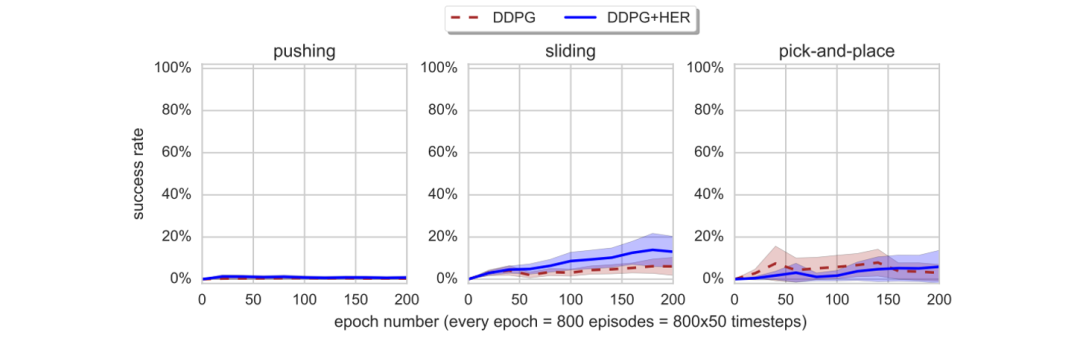 DDPG DDPG+HER
pushing sliding pick-and-place
100% 100% 100%
80% 80% 80%
60% 60% 60%
40% 40% 40%
20% 20% 20%
0% 0% 0%
success rate
0 50 100 150 200 0 50 100 150 200 0 50 100 150 200
epoch number (every epoch = 800 episodes = 800x50 timesteps)